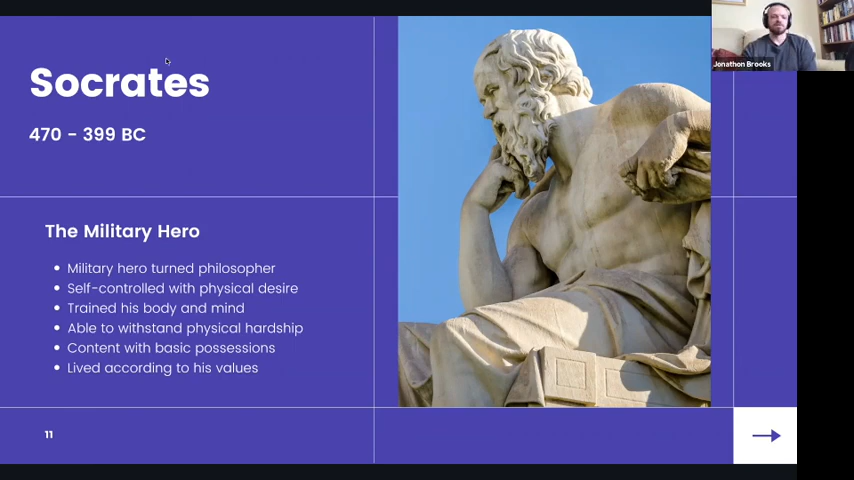 Socrates
470 - 399 BC
The Military Hero
Military hero turned philosopher
Self-controlled with physical desire
Trained his body and mind
Able to withstand physical hardship
Content with basic possessions
Lived according to his values
11
Jonathon Brooks